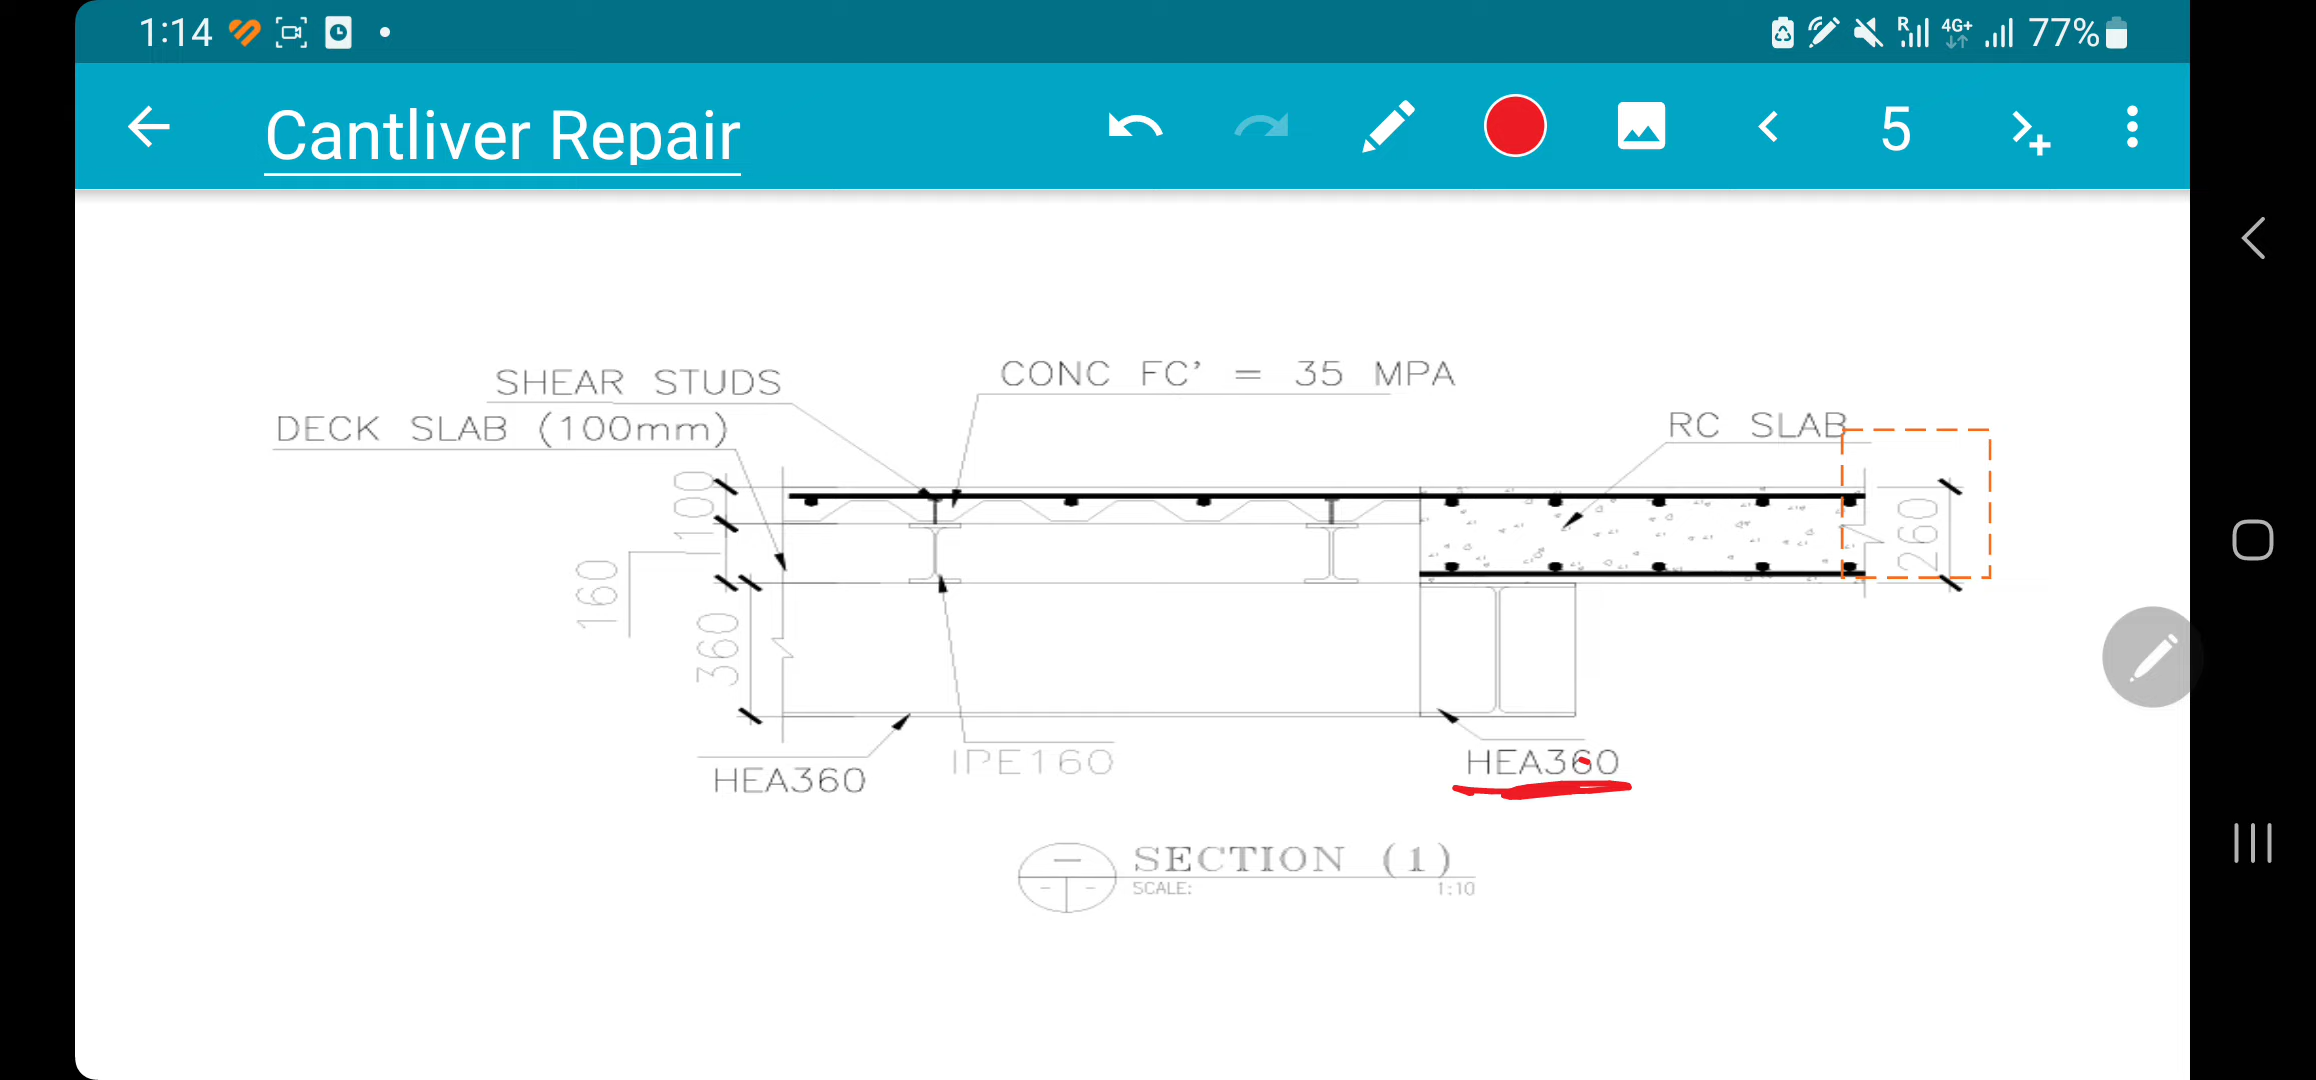 1:14
R 4G+ 77%
Cantliver Repair
5
SHEAR STUDS
CONC FC' = 35 MPA
DECK SLAB (100mm)
RC SLAB
100
160
360
260
HEA360
IPE160
HEA360
SECTION (1)
SCALE: 1:10